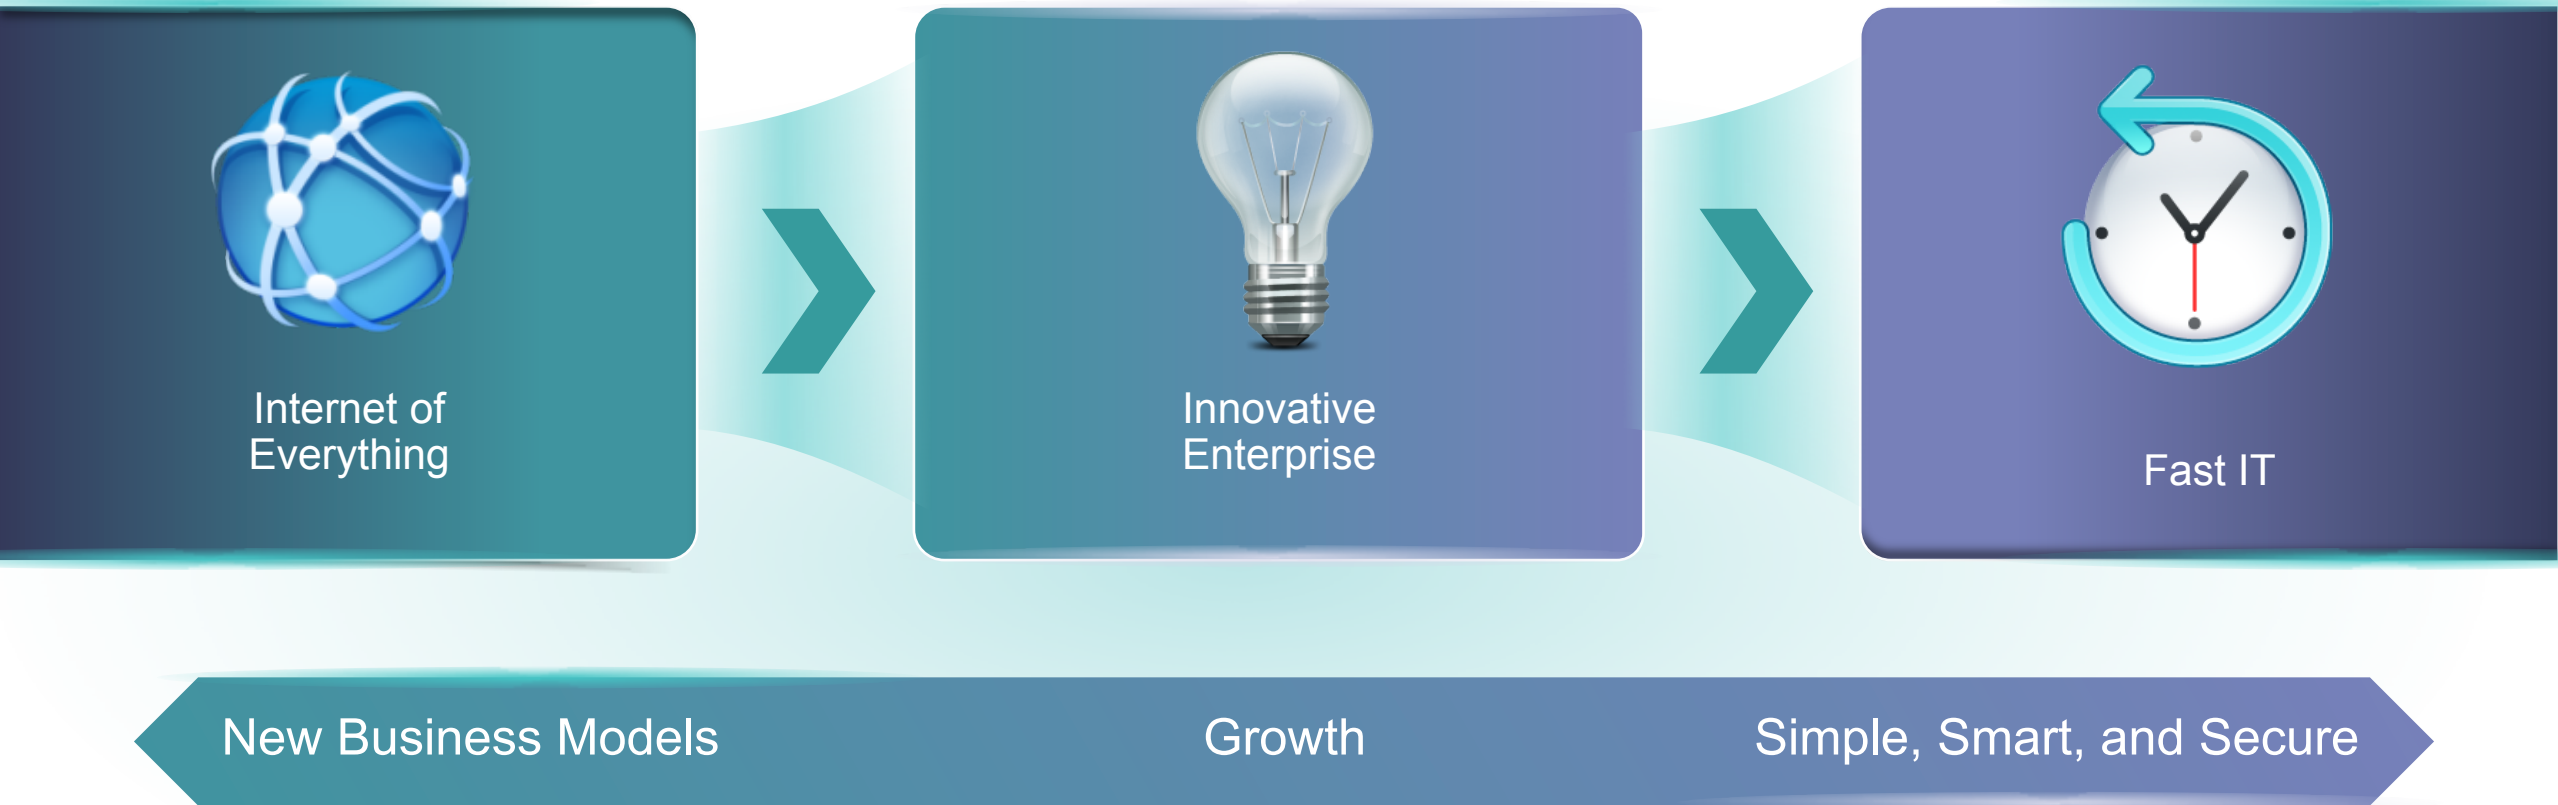 Internet of
Everything
Innovative
Enterprise
Fast IT
New Business Models
Growth
Simple, Smart, and Secure